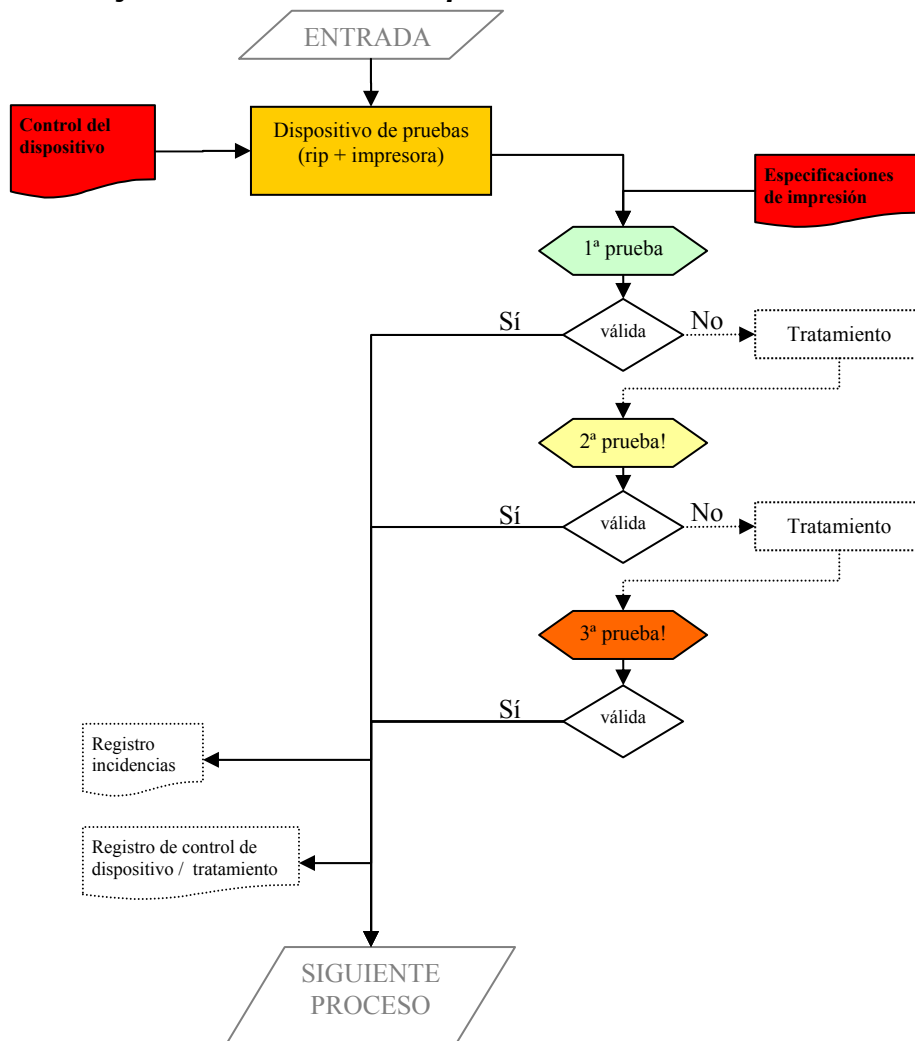 ENTRADA
Control del
dispositivo
Dispositivo de pruebas
(rip + impresora)
Especificaciones
de impresión
1ª prueba
Sí
válida
No
Tratamiento
2ª prueba!
Sí
válida
No
Tratamiento
3ª prueba!
Sí
válida
Registro
incidencias
Registro de control de
dispositivo / tratamiento
SIGUIENTE
PROCESO